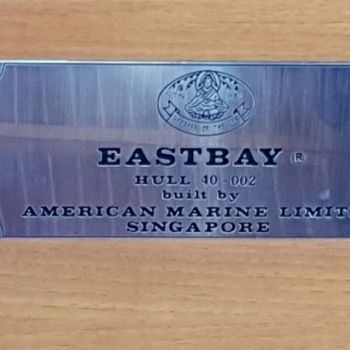 EASTBAY ®
HULL 40-002
built by
AMERICAN MARINE LIMIT
SINGAPORE